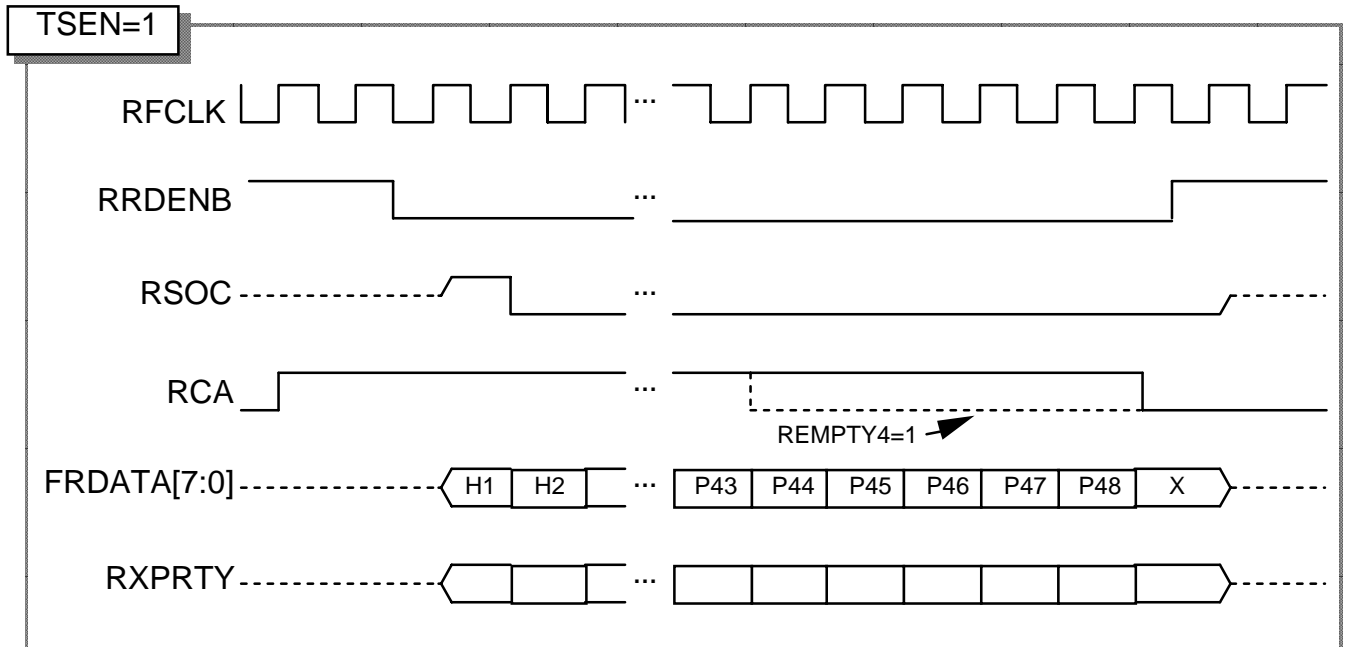 TSEN=1
RFCLK ...
RRDENB ...
RSOC ...
RCA ...
REMPTY4=1
FRDATA[7:0] H1 H2 ... P43 P44 P45 P46 P47 P48 X
RXPRTY ...